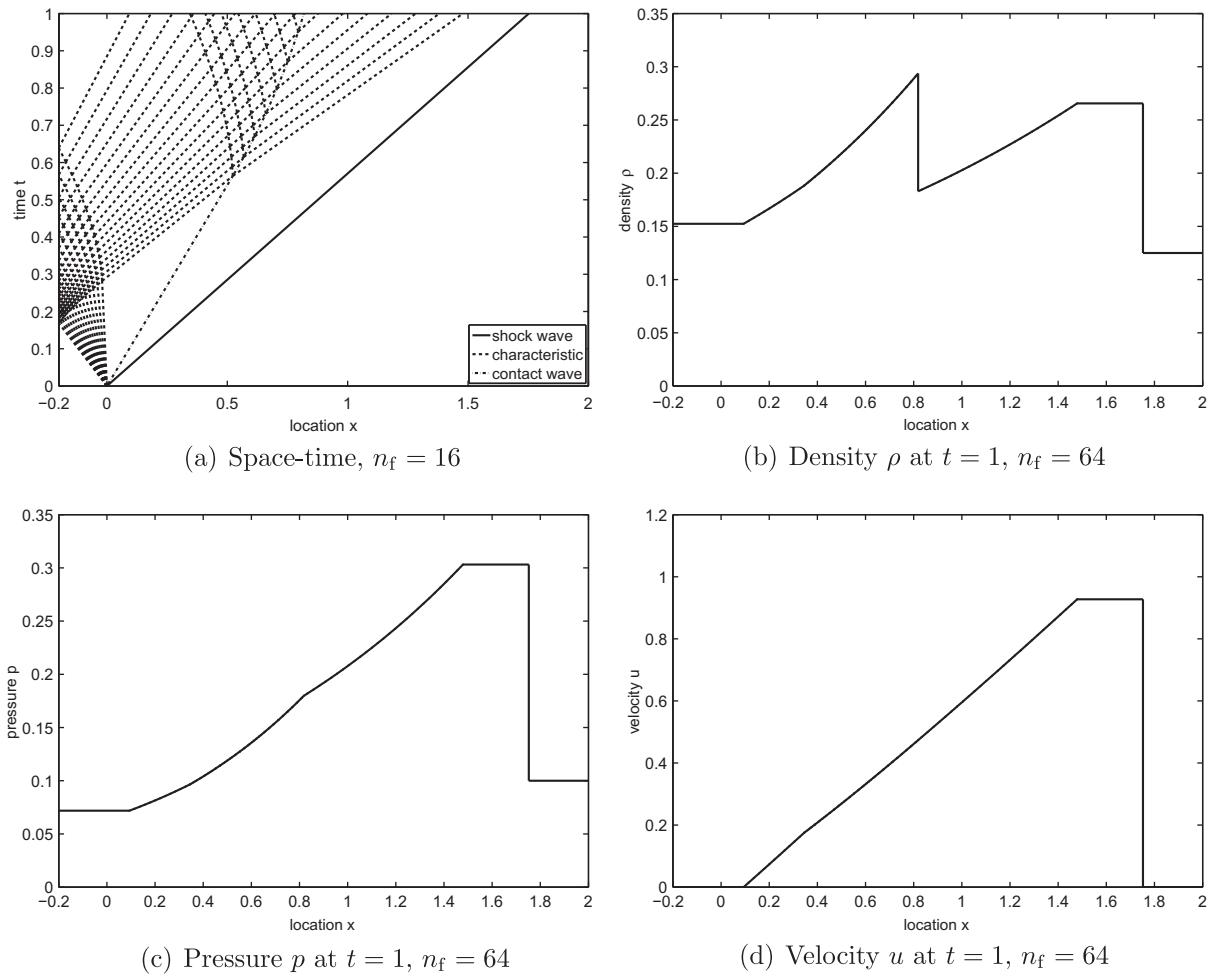 1
0.9
0.8
0.7
0.6
0.5
0.4
0.3
0.2
0.1
0
time t
−0.2 0 0.5 1 1.5 2
location x
shock wave
characteristic
contact wave
(a) Space-time, nf = 16
0.35
0.3
0.25
0.2
0.15
0.1
0.05
0
density ρ
−0.2 0 0.2 0.4 0.6 0.8 1 1.2 1.4 1.6 1.8 2
location x
(b) Density ρ at t = 1, nf = 64
0.35
0.3
0.25
0.2
0.15
0.1
0.05
0
pressure p
−0.2 0 0.2 0.4 0.6 0.8 1 1.2 1.4 1.6 1.8 2
location x
(c) Pressure p at t = 1, nf = 64
1.2
1
0.8
0.6
0.4
0.2
0
velocity u
−0.2 0 0.2 0.4 0.6 0.8 1 1.2 1.4 1.6 1.8 2
location x
(d) Velocity u at t = 1, nf = 64